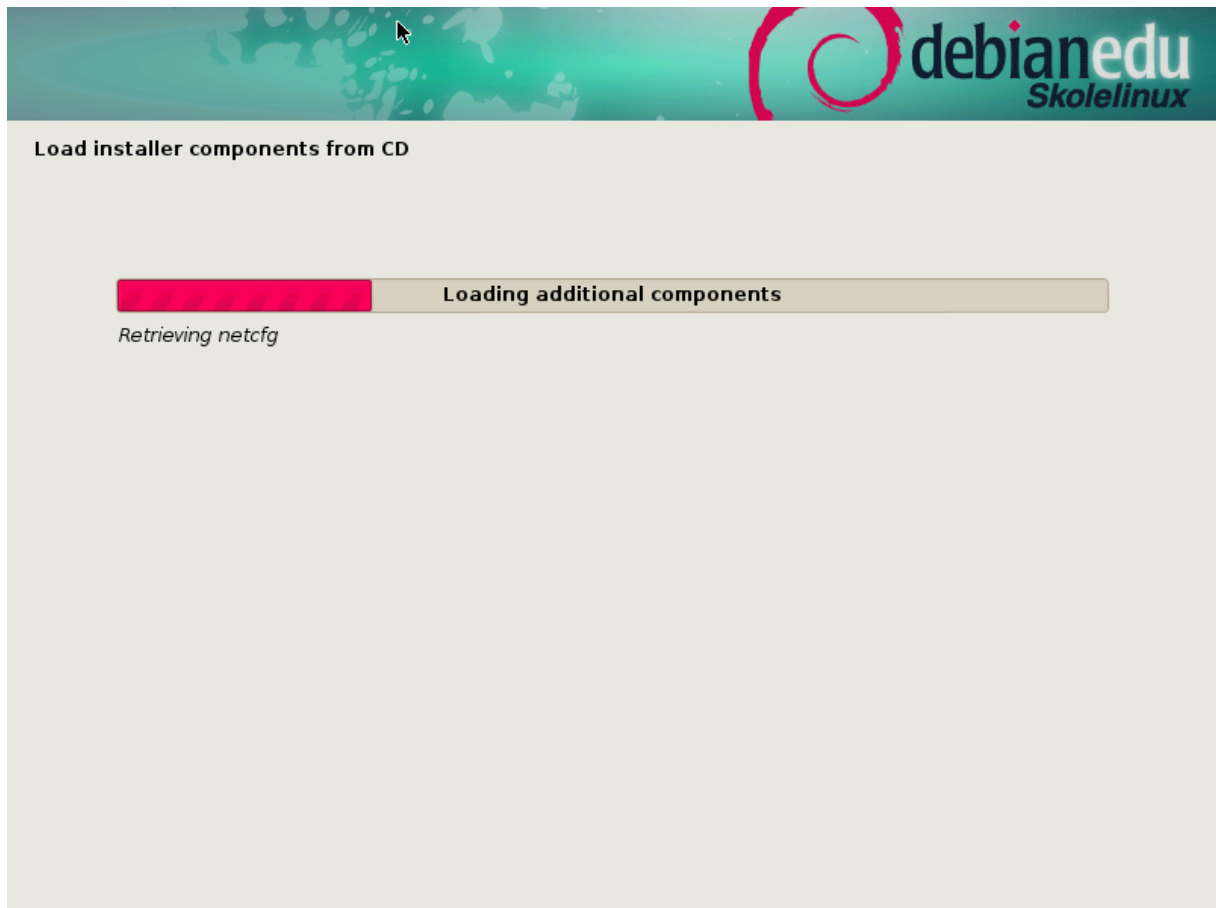 debianedu
Skolelinux
Load installer components from CD
Loading additional components
Retrieving netcfg